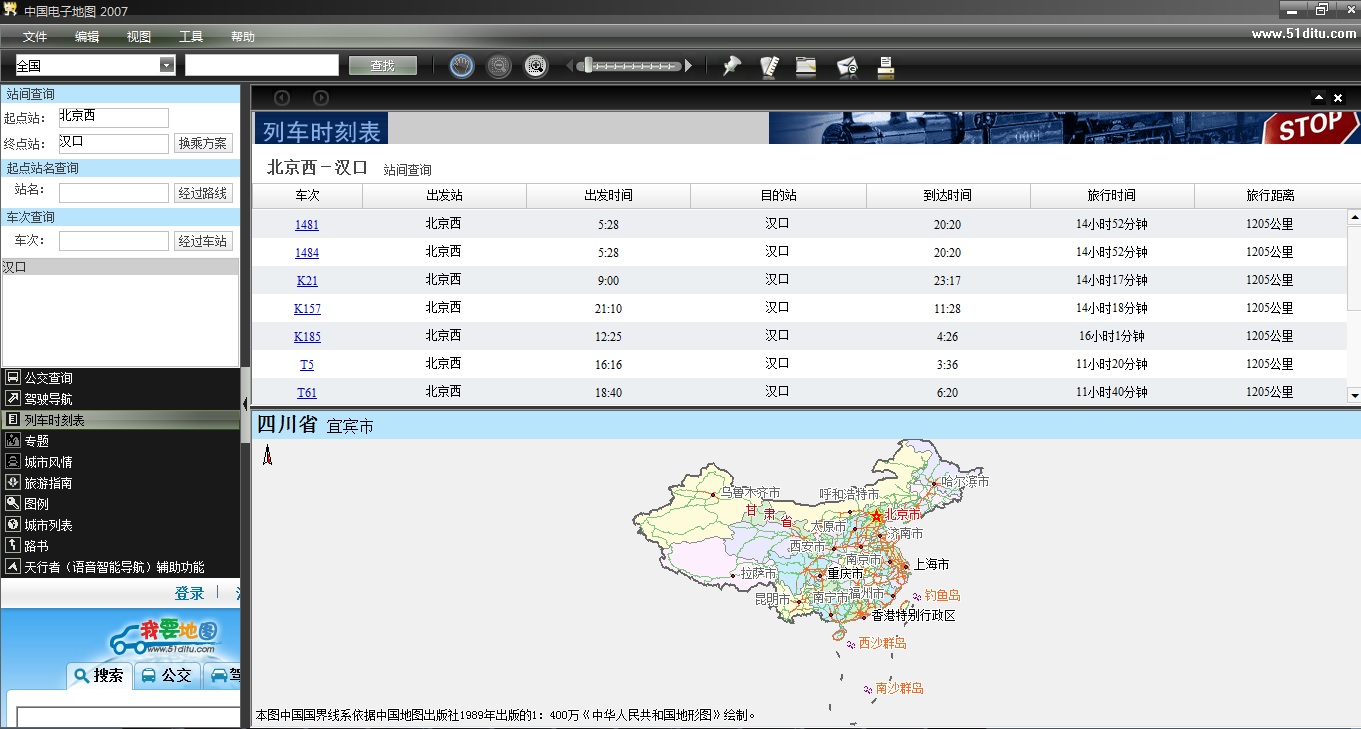 中国电子地图 2007
文件 编辑 视图 工具 帮助
www.51ditu.com
全国 查找
站间查询
起点站： 北京西
终点站： 汉口 换乘方案
起点站名查询
站名： 经过路线
车次查询
车次： 经过车站
汉口
公交查询
驾驶导航
列车时刻表
专题
城市风情
旅游指南
图例
城市列表
路书
天行者（语音智能导航）辅助功能
登录
我要地图
www.51ditu.com
搜索 公交 驾
列车时刻表
STOP
北京西－汉口 站间查询
车次 出发站 出发时间 目的站 到达时间 旅行时间 旅行距离
1481 北京西 5:28 汉口 20:20 14小时52分钟 1205公里
1484 北京西 5:28 汉口 20:20 14小时52分钟 1205公里
K21 北京西 9:00 汉口 23:17 14小时17分钟 1205公里
K157 北京西 21:10 汉口 11:28 14小时18分钟 1205公里
K185 北京西 12:25 汉口 4:26 16小时1分钟 1205公里
T5 北京西 16:16 汉口 3:36 11小时20分钟 1205公里
T61 北京西 18:40 汉口 6:20 11小时40分钟 1205公里
四川省 宜宾市
哈尔滨市
乌鲁木齐市 呼和浩特市
甘肃省 北京市
太原市 济南市
西安市 南京市
上海市
拉萨市 重庆市
昆明市 南宁市 福州市 钓鱼岛
香港特别行政区
西沙群岛
南沙群岛
本图中国国界线系依据中国地图出版社1989年出版的1：400万《中华人民共和国地形图》绘制。